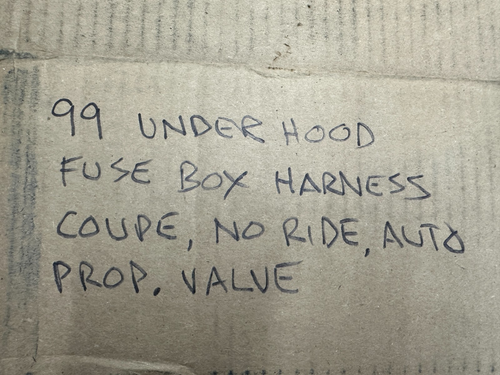 99 UNDER HOOD
FUSE BOX HARNESS
COUPE, NO RIDE, AUTO
PROP. VALVE